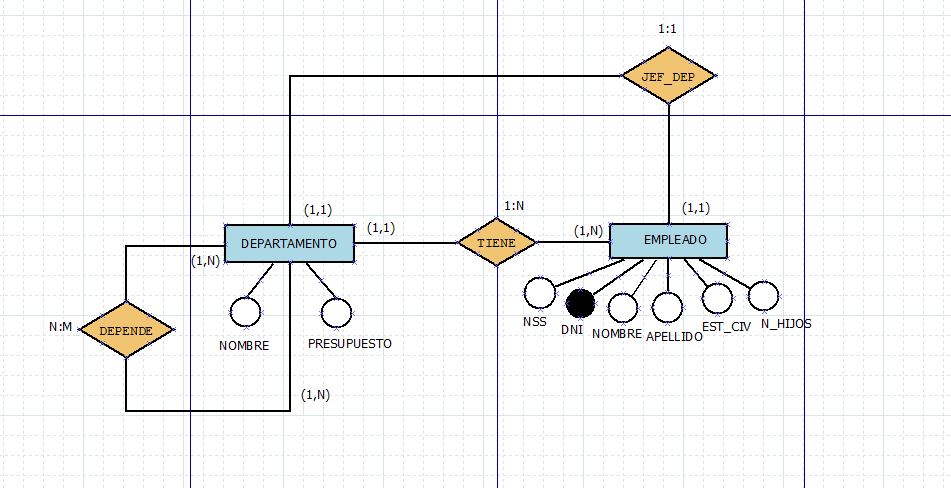 1:1
JEF_DEP
(1,1)
(1,1)
(1,1)
1:N
(1,N)
DEPARTAMENTO
TIENE
EMPLEADO
(1,N)
N:M
DEPENDE
NOMBRE
PRESUPUESTO
NSS
DNI
NOMBRE
APELLIDO
EST_CIV
N_HIJOS
(1,N)